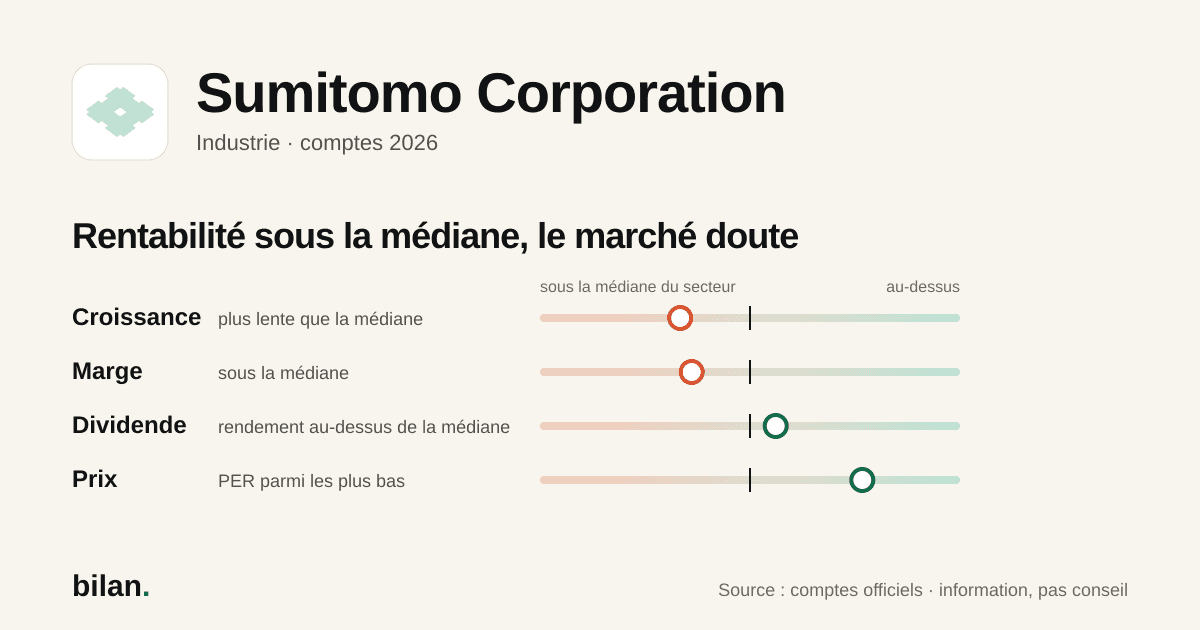 Sumitomo Corporation
Industrie · comptes 2026
Rentabilité sous la médiane, le marché doute
sous la médiane du secteur au-dessus
Croissance plus lente que la médiane
Marge sous la médiane
Dividende rendement au-dessus de la médiane
Prix PER parmi les plus bas
bilan.
Source : comptes officiels · information, pas conseil